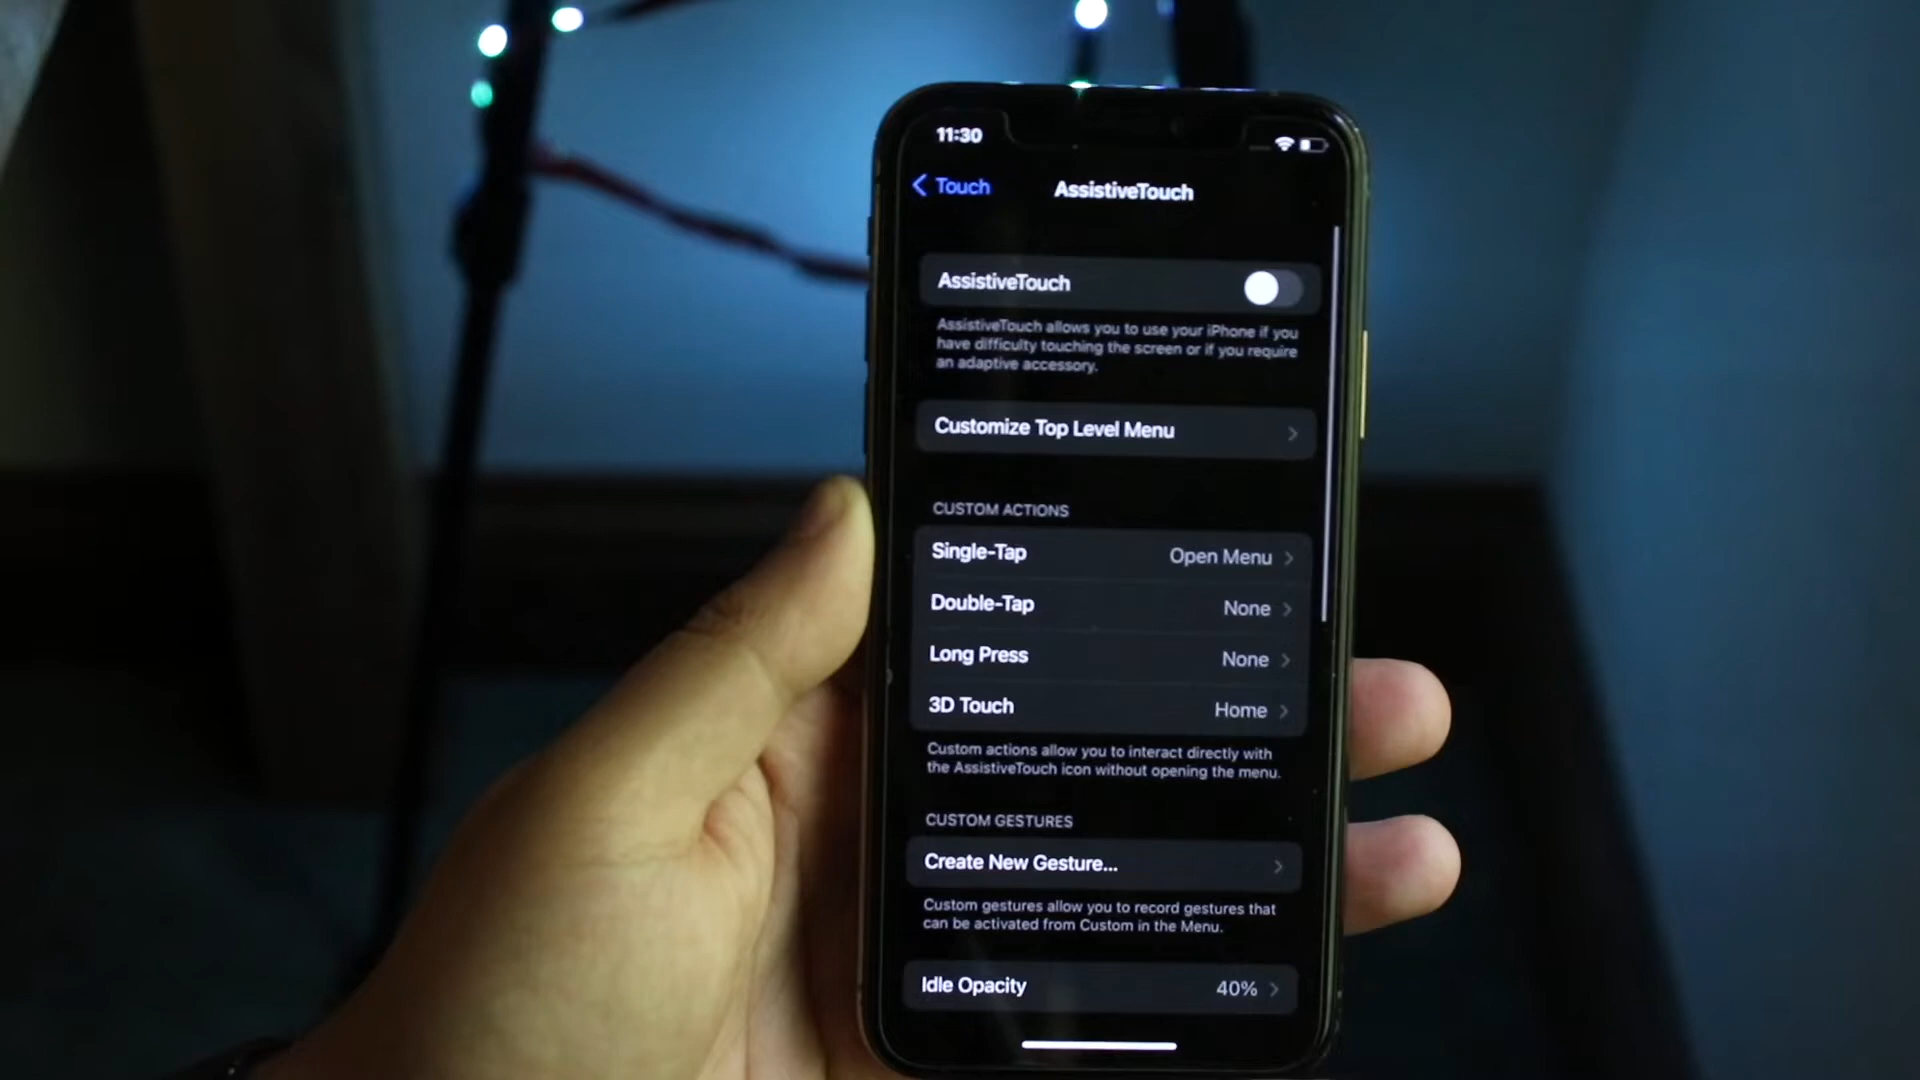 11:30
Touch
AssistiveTouch
AssistiveTouch
AssistiveTouch allows you to use your iPhone if you
have difficulty touching the screen or if you require
an adaptive accessory.
Customize Top Level Menu
CUSTOM ACTIONS
Single-Tap Open Menu
Double-Tap None
Long Press None
3D Touch Home
Custom actions allow you to interact directly with
the AssistiveTouch icon without opening the menu.
CUSTOM GESTURES
Create New Gesture...
Custom gestures allow you to record gestures that
can be activated from Custom in the Menu.
Idle Opacity 40%